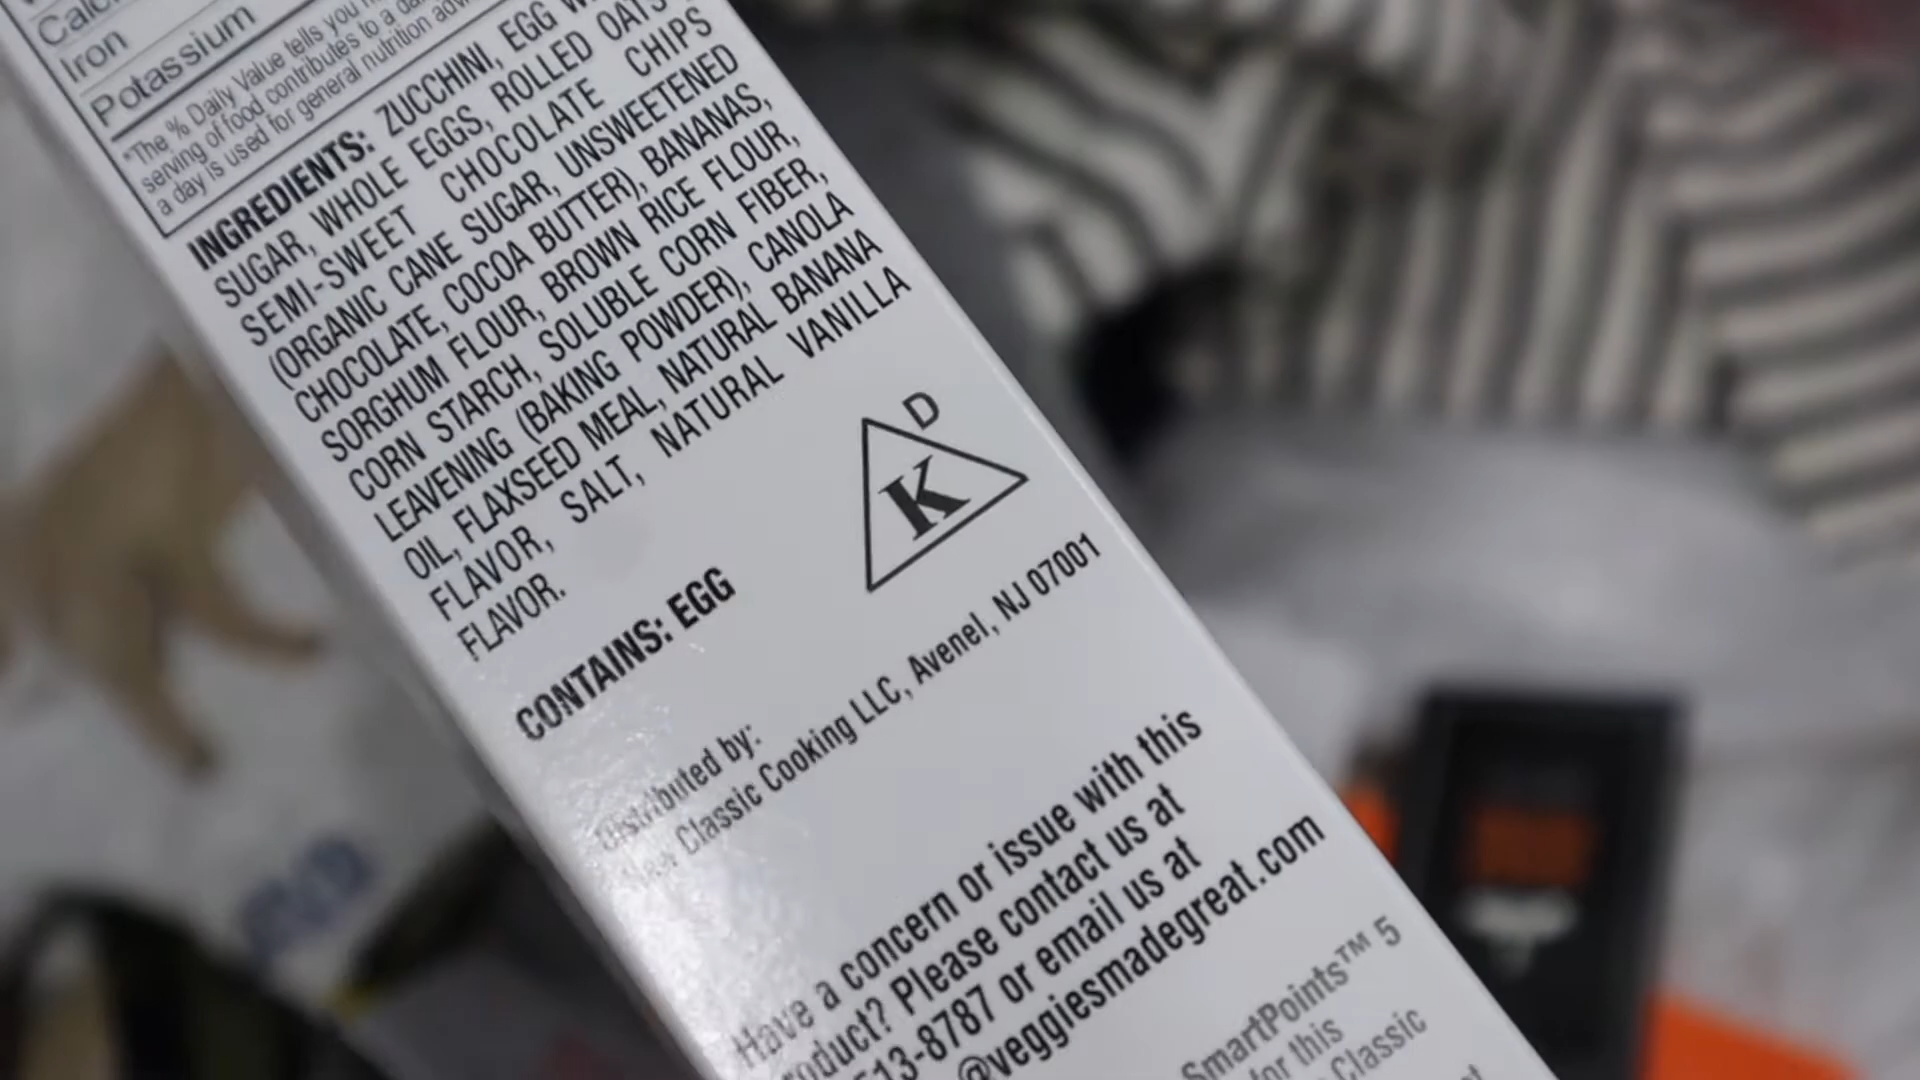 Iron
Potassium
*The % Daily Value tells you
serving of food contributes to a
a day is used for general nutrition
INGREDIENTS: ZUCCHINI, EGG
SUGAR, WHOLE EGGS, ROLLED OATS
SEMI-SWEET CHOCOLATE CHIPS
(ORGANIC CANE SUGAR, UNSWEETENED
CHOCOLATE, COCOA BUTTER), BANANAS,
SORGHUM FLOUR, BROWN RICE FLOUR,
CORN STARCH, SOLUBLE CORN FIBER,
LEAVENING (BAKING POWDER), CANOLA
OIL, FLAXSEED MEAL, NATURAL BANANA
FLAVOR, SALT, NATURAL VANILLA
FLAVOR.
D
K
CONTAINS: EGG
Distributed by:
Classic Cooking LLC, Avenel, NJ 07001
Have a concern or issue with this
product? Please contact us at
513-8787 or email us at
@veggiesmadegreat.com
SmartPoints™ 5
for this
Classic